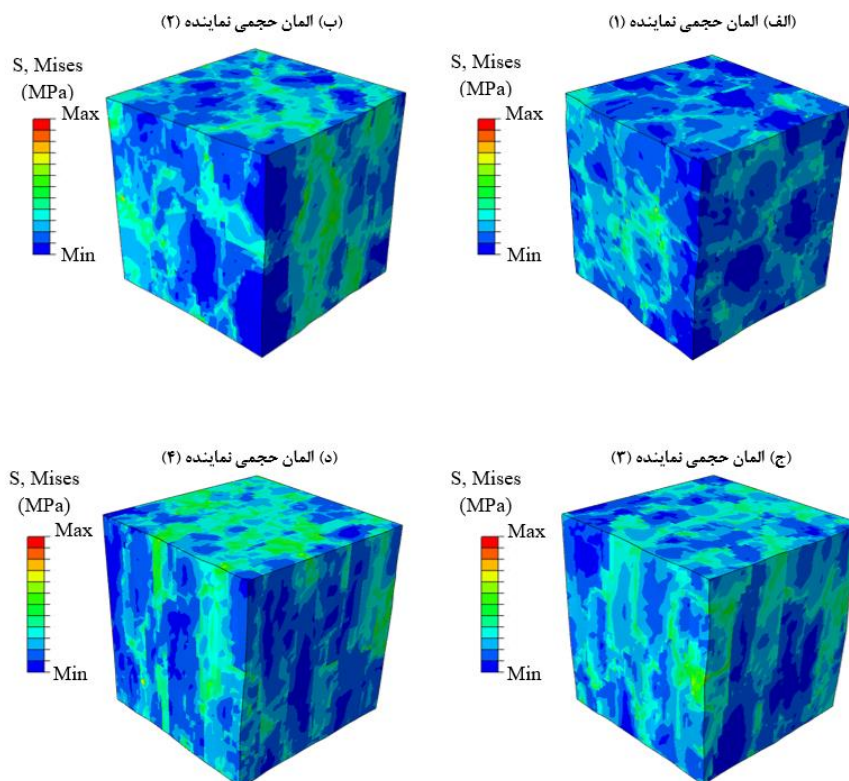 (الف) المان حجمی نماینده (۱)
S, Mises
(MPa)
Max
Min
(ب) المان حجمی نماینده (۲)
S, Mises
(MPa)
Max
Min
(ج) المان حجمی نماینده (۳)
S, Mises
(MPa)
Max
Min
(د) المان حجمی نماینده (۴)
S, Mises
(MPa)
Max
Min